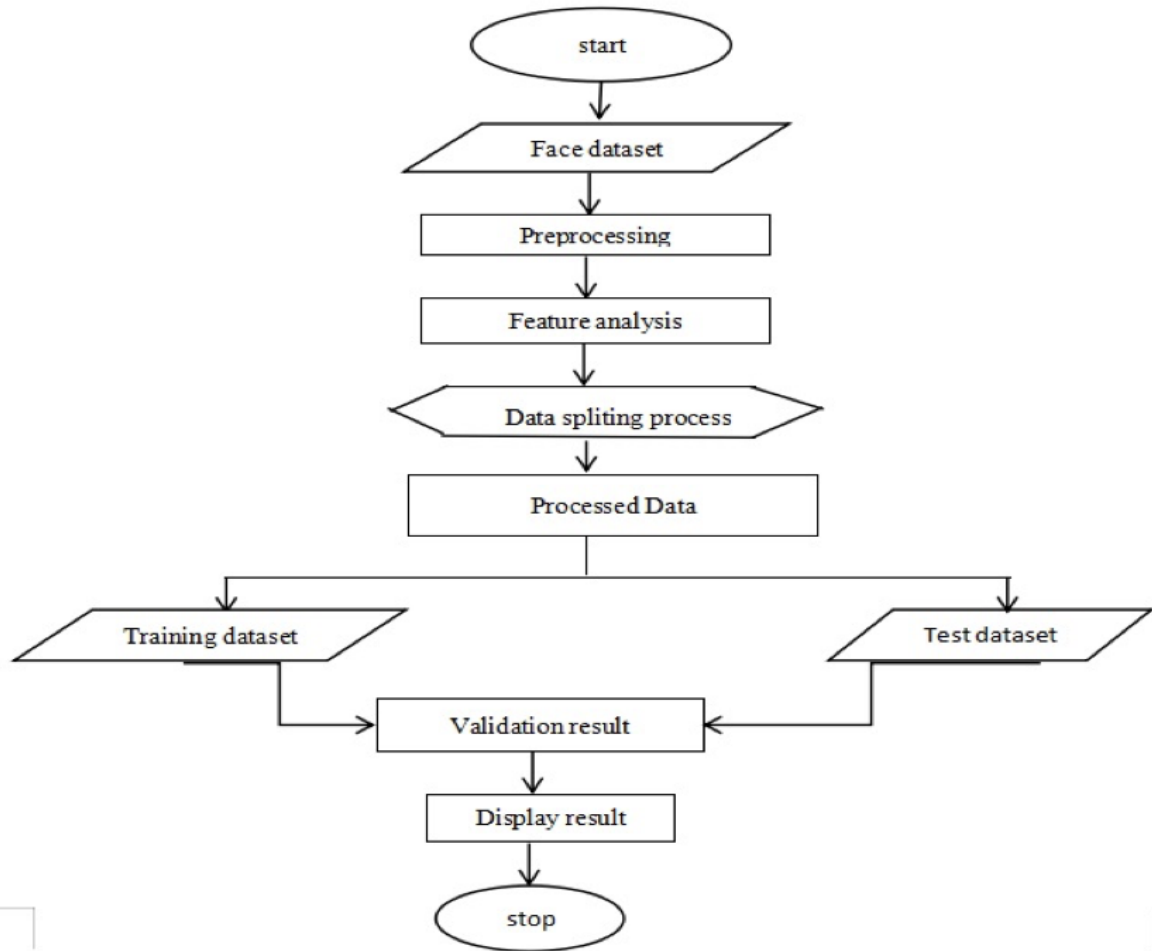 start
Face dataset
Preprocessing
Feature analysis
Data spliting process
Processed Data
Training dataset
Test dataset
Validation result
Display result
stop